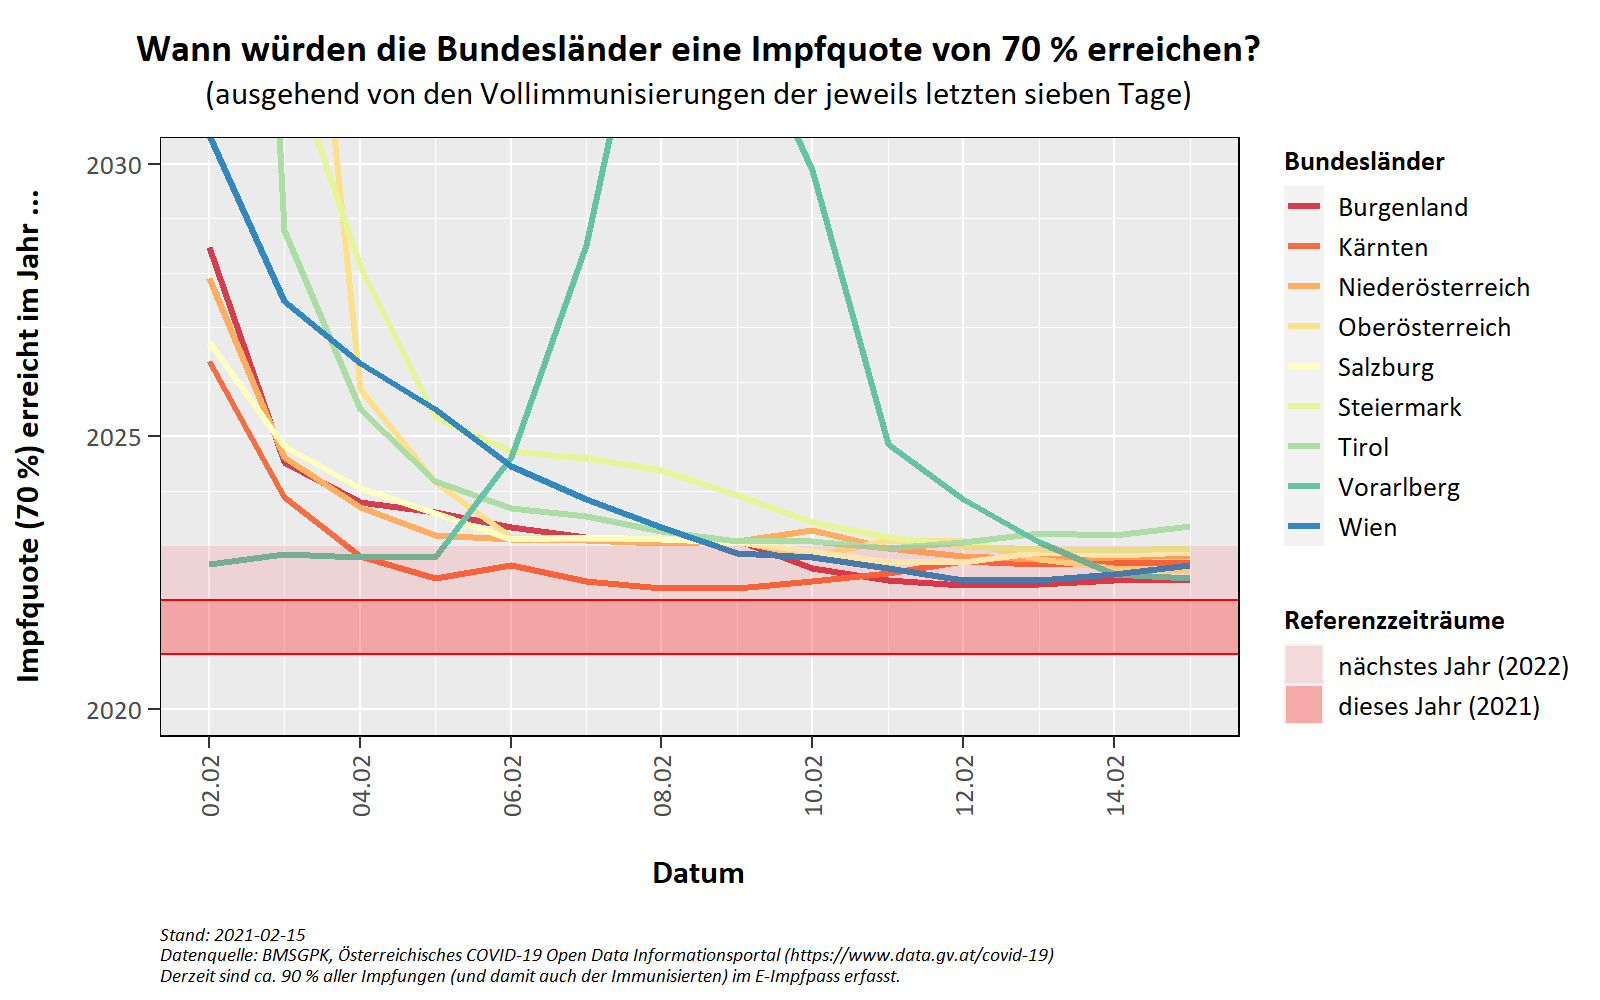 Wann würden die Bundesländer eine Impfquote von 70 % erreichen?
(ausgehend von den Vollimmunisierungen der jeweils letzten sieben Tage)
Impfquote (70 %) erreicht im Jahr ...
2030
2025
2020
02.02
04.02
06.02
08.02
10.02
12.02
14.02
Datum
Bundesländer
Burgenland
Kärnten
Niederösterreich
Oberösterreich
Salzburg
Steiermark
Tirol
Vorarlberg
Wien
Referenzzeiträume
nächstes Jahr (2022)
dieses Jahr (2021)
Stand: 2021-02-15
Datenquelle: BMSGPK, Österreichisches COVID-19 Open Data Informationsportal (https://www.data.gv.at/covid-19)
Derzeit sind ca. 90 % aller Impfungen (und damit auch der Immunisierten) im E-Impfpass erfasst.